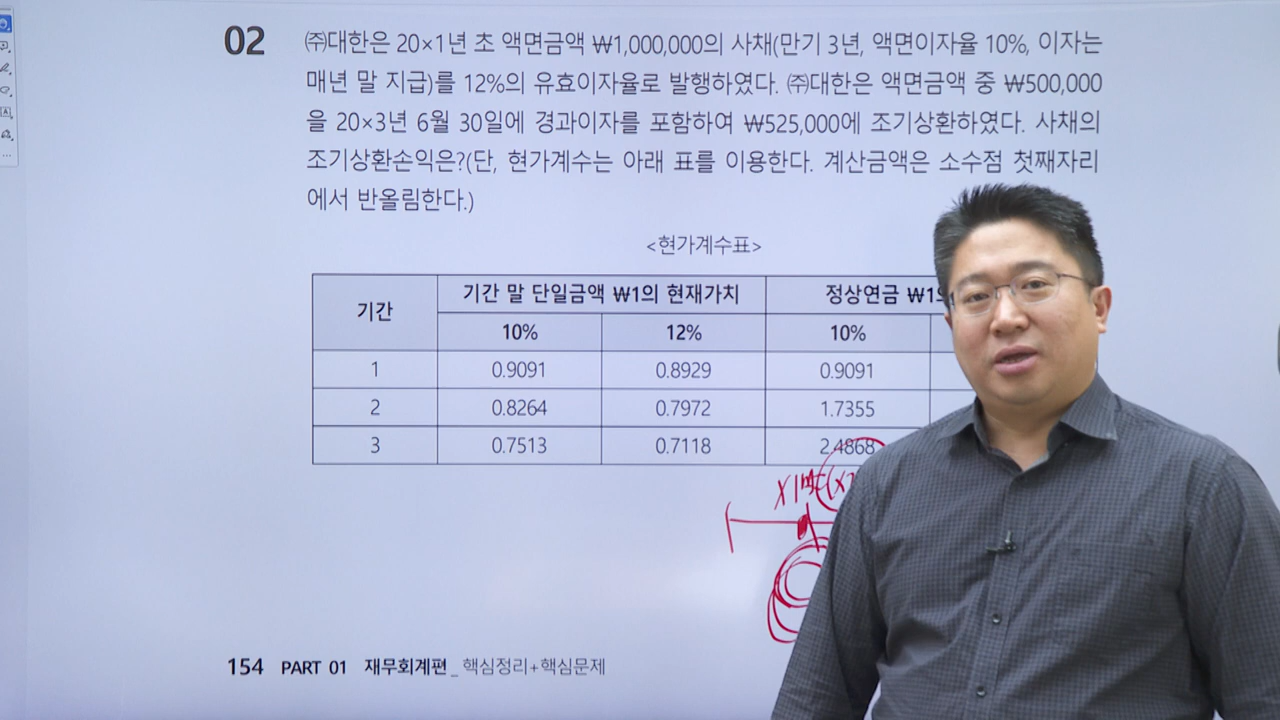 02
㈜대한은 20×1년 초 액면금액 ₩1,000,000의 사채(만기 3년, 액면이자율 10%, 이자는
매년 말 지급)를 12%의 유효이자율로 발행하였다. ㈜대한은 액면금액 중 ₩500,000
을 20×3년 6월 30일에 경과이자를 포함하여 ₩525,000에 조기상환하였다. 사채의
조기상환손익은?(단, 현가계수는 아래 표를 이용한다. 계산금액은 소수점 첫째자리
에서 반올림한다.)
<현가계수표>
기간 기간 말 단일금액 ₩1의 현재가치 정상연금 ₩1의
10% 12% 10%
1 0.9091 0.8929 0.9091
2 0.8264 0.7972 1.7355
3 0.7513 0.7118 2.4868
154 PART 01 재무회계편_핵심정리+핵심문제